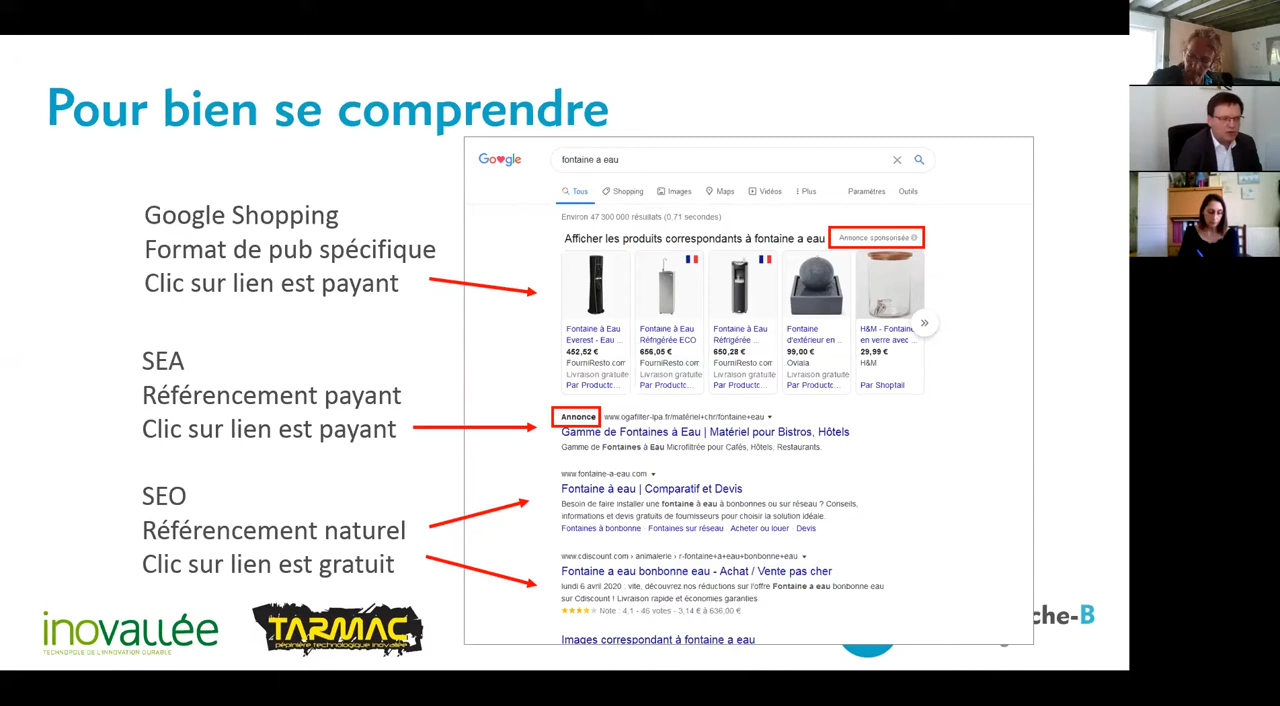 Pour bien se comprendre
Google Shopping
Format de pub spécifique
Clic sur lien est payant
SEA
Référencement payant
Clic sur lien est payant
SEO
Référencement naturel
Clic sur lien est gratuit
inovallée
TECHNOPOLE DE L'INNOVATION DURABLE
TARMAC
pépinière technologique inovallée
Google
fontaine a eau
Tous Shopping Images Maps Vidéos Plus Paramètres Outils
Environ 47 300 000 résultats (0,71 secondes)
Afficher les produits correspondants à fontaine a eau Annonce sponsorisée
Fontaine à Eau Everest - Eau ...
452,52 €
FourniResto.com
Livraison gratuite
Par Productc...
Fontaine à Eau Réfrigérée ECO
656,05 €
FourniResto.com
Livraison gratuite
Par Productc...
Fontaine à Eau Réfrigérée ...
650,28 €
FourniResto.com
Livraison gratuite
Par Productc...
Fontaine d'extérieur en ...
99,00 €
Oviala
Livraison gratuite
Par Productc...
H&M - Fontaine en verre avec ...
29,99 €
H&M
Par Shoptail
Annonce www.ogafilter-lpa.fr/matériel+chr/fontaine+eau
Gamme de Fontaines à Eau | Matériel pour Bistros, Hôtels
Gamme de Fontaines à Eau Microfiltrée pour Cafés, Hôtels, Restaurants.
www.fontaine-a-eau.com
Fontaine à eau | Comparatif et Devis
Besoin de faire installer une fontaine à eau à bonbonnes ou sur réseau ? Conseils,
informations et devis gratuits de fournisseurs pour choisir la solution idéale.
Fontaines à bonbonne · Fontaines sur réseau · Acheter ou louer · Devis
www.cdiscount.com › animalerie › r-fontaine+a+eau+bonbonne+eau
Fontaine a eau bonbonne eau - Achat / Vente pas cher
lundi 6 avril 2020 : vite, découvrez nos réductions sur l'offre Fontaine a eau bonbonne eau
sur Cdiscount ! Livraison rapide et économies garanties
Note : 4,1 - 46 votes - 3,14 € à 636,00 €
Images correspondant à fontaine a eau
che-B